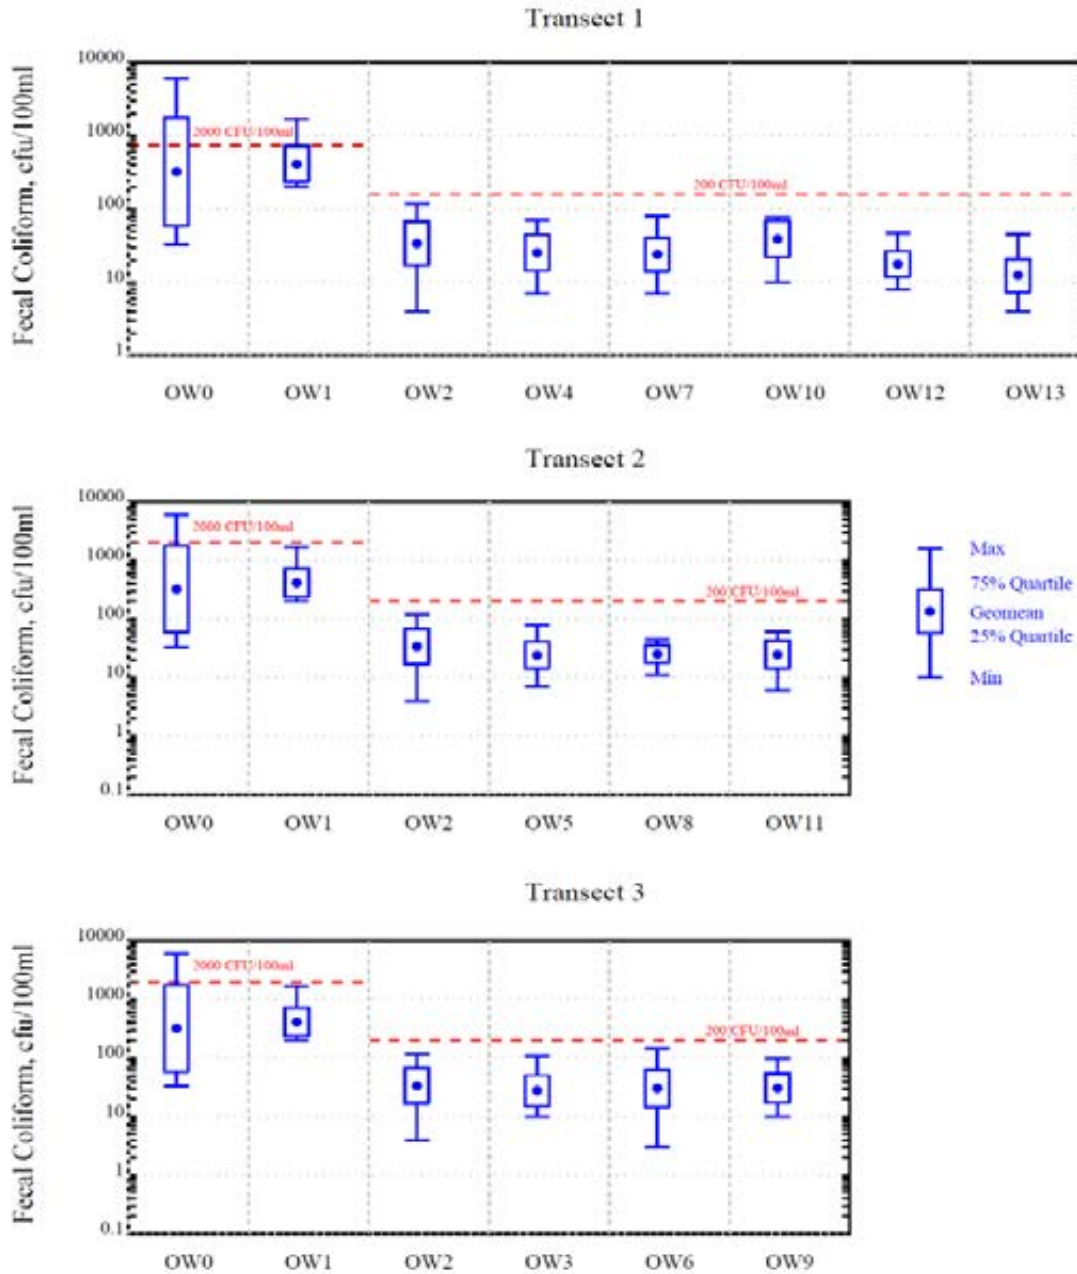 Transect 1
Fecal Coliform, cfu/100ml
10000
1000
100
10
1
2000 CFU/100ml
200 CFU/100ml
OW0 OW1 OW2 OW4 OW7 OW10 OW12 OW13
Transect 2
Fecal Coliform, cfu/100ml
10000
1000
100
10
1
0.1
2000 CFU/100ml
200 CFU/100ml
OW0 OW1 OW2 OW5 OW8 OW11
Max
75% Quartile
Geomean
25% Quartile
Min
Transect 3
Fecal Coliform, cfu/100ml
10000
1000
100
10
1
0.1
2000 CFU/100ml
200 CFU/100ml
OW0 OW1 OW2 OW3 OW6 OW9